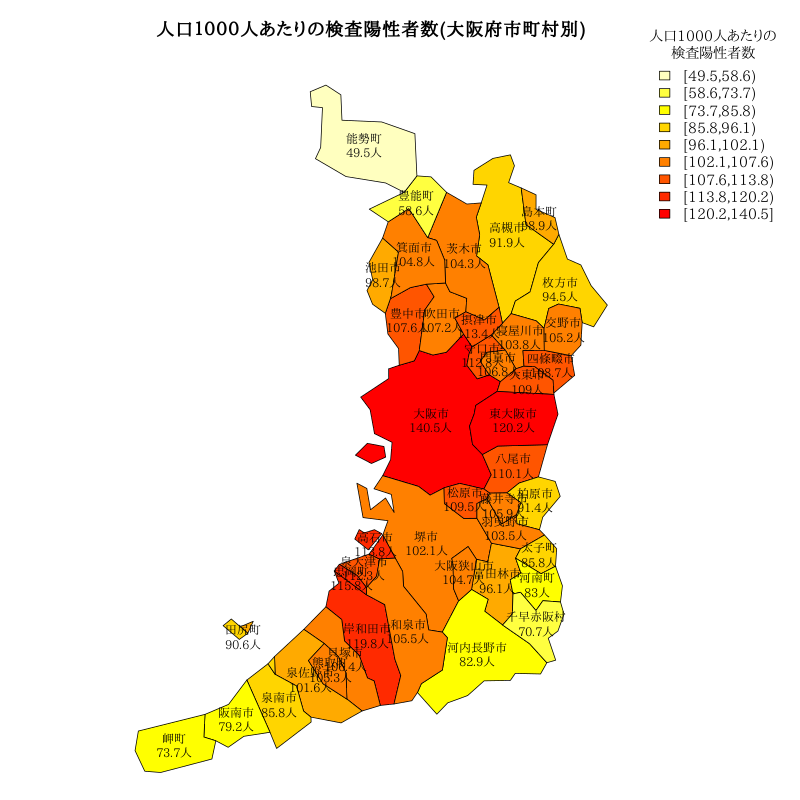 人口1000人あたりの検査陽性者数(大阪府市町村別)
人口1000人あたりの
検査陽性者数
[49.5,58.6)
[58.6,73.7)
[73.7,85.8)
[85.8,96.1)
[96.1,102.1)
[102.1,107.6)
[107.6,113.8)
[113.8,120.2)
[120.2,140.5]
能勢町
49.5人
豊能町
58.6人
島本町
98.9人
高槻市
91.9人
箕面市
104.8人
茨木市
104.3人
池田市
98.7人
枚方市
94.5人
豊中市
107.6人
吹田市
107.2人
摂津市
113.4人
寝屋川市
103.8人
交野市
105.2人
守口市
112.8人
門真市
106.8人
四條畷市
108.7人
大東市
109人
大阪市
140.5人
東大阪市
120.2人
八尾市
110.1人
松原市
109.5人
藤井寺市
105.9人
柏原市
91.4人
羽曳野市
103.5人
高石市
113.8人
堺市
102.1人
太子町
85.8人
泉大津市
大阪狭山市
104.7人
富田林市
96.1人
河南町
83人
115.8人
千早赤阪村
70.7人
田尻町
90.6人
岸和田市
119.8人
和泉市
105.5人
河内長野市
82.9人
貝塚市
106.4人
熊取町
105.3人
泉佐野市
101.6人
泉南市
85.8人
阪南市
79.2人
岬町
73.7人